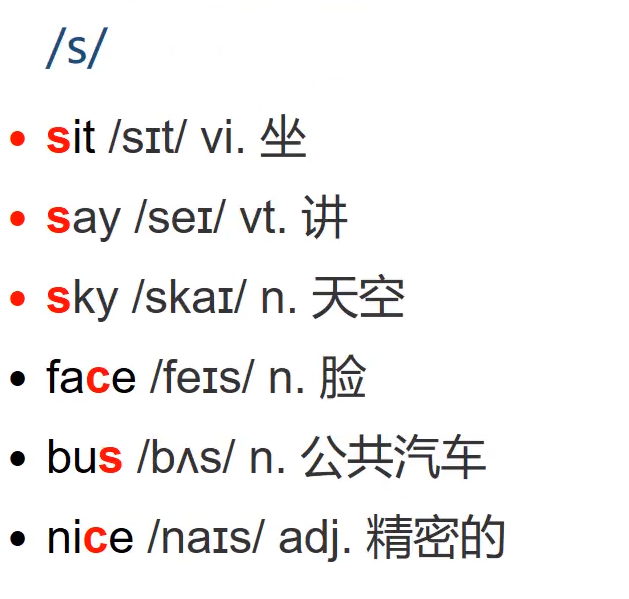 /s/
• sit /sɪt/ vi. 坐
• say /seɪ/ vt. 讲
• sky /skaɪ/ n. 天空
• face /feɪs/ n. 脸
• bus /bʌs/ n. 公共汽车
• nice /naɪs/ adj. 精密的